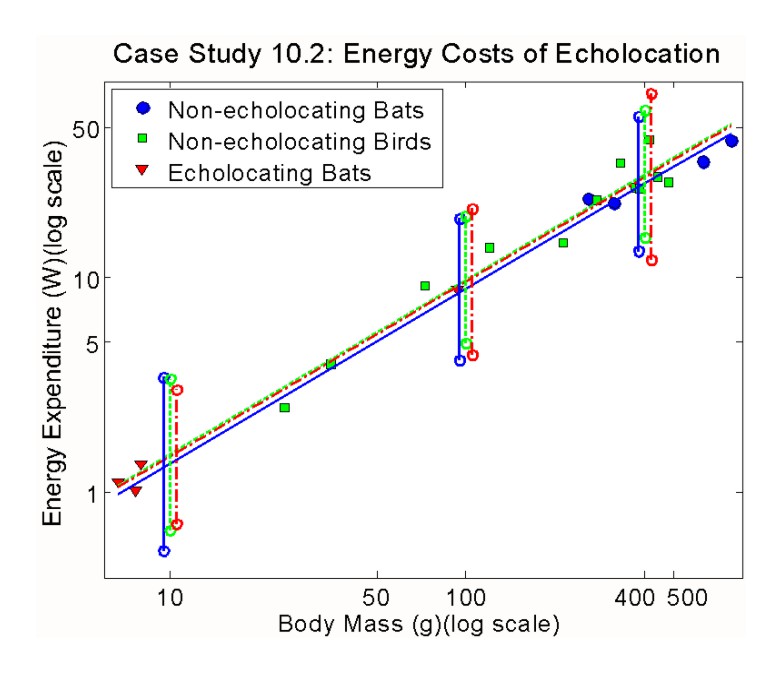 Case Study 10.2: Energy Costs of Echolocation
Non-echolocating Bats
Non-echolocating Birds
Echolocating Bats
Energy Expenditure (W)(log scale)
50
10
5
1
10 50 100 400 500
Body Mass (g)(log scale)